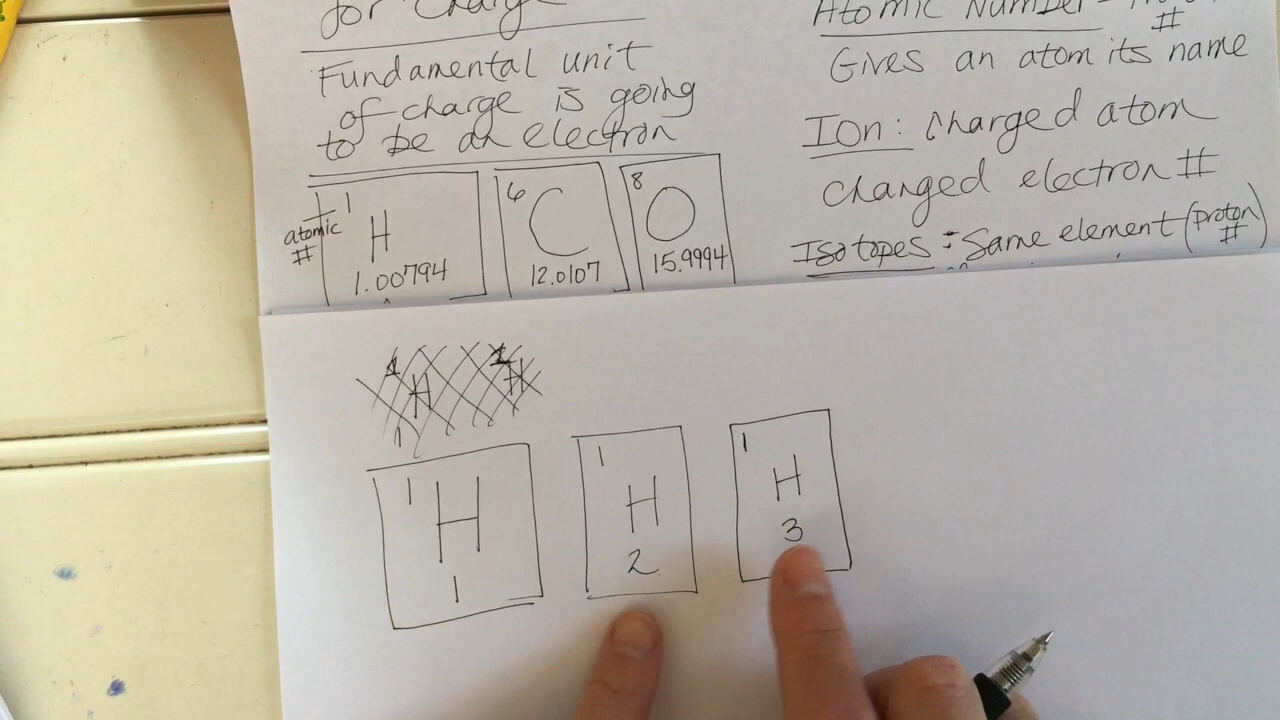 for Charge
Fundamental unit
of charge is going
to be an electron
atomic
#
1
H
1.00794
6
C
12.0107
8
O
15.9994
Atomic Number -
#
Gives an atom its name
Ion: Charged atom
Changed electron #
Isotopes: Same element (proton
#)
1
H
1
1
H
2
1
H
3